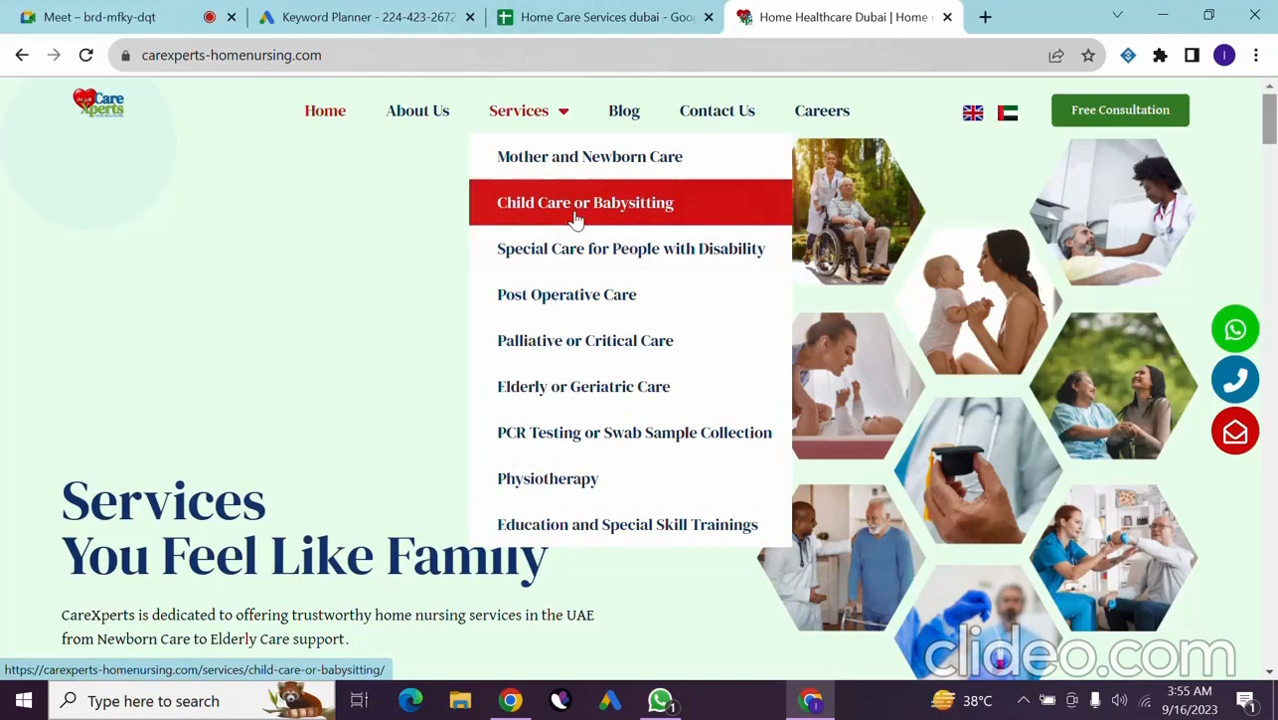 Meet – brd-mfky-dqt
Keyword Planner - 224-423-2672
Home Care Services dubai - Goo
Home Healthcare Dubai | Home
carexperts-homenursing.com
I
Care
Xperts
Home
About Us
Services
Blog
Contact Us
Careers
Free Consultation
Mother and Newborn Care
Child Care or Babysitting
Special Care for People with Disability
Post Operative Care
Palliative or Critical Care
Elderly or Geriatric Care
PCR Testing or Swab Sample Collection
Physiotherapy
Education and Special Skill Trainings
Services
You Feel Like Family
CareXperts is dedicated to offering trustworthy home nursing services in the UAE
from Newborn Care to Elderly Care support.
clideo.com
https://carexperts-homenursing.com/services/child-care-or-babysitting/
Type here to search
1
38°C
3:55 AM
9/16/2023
1